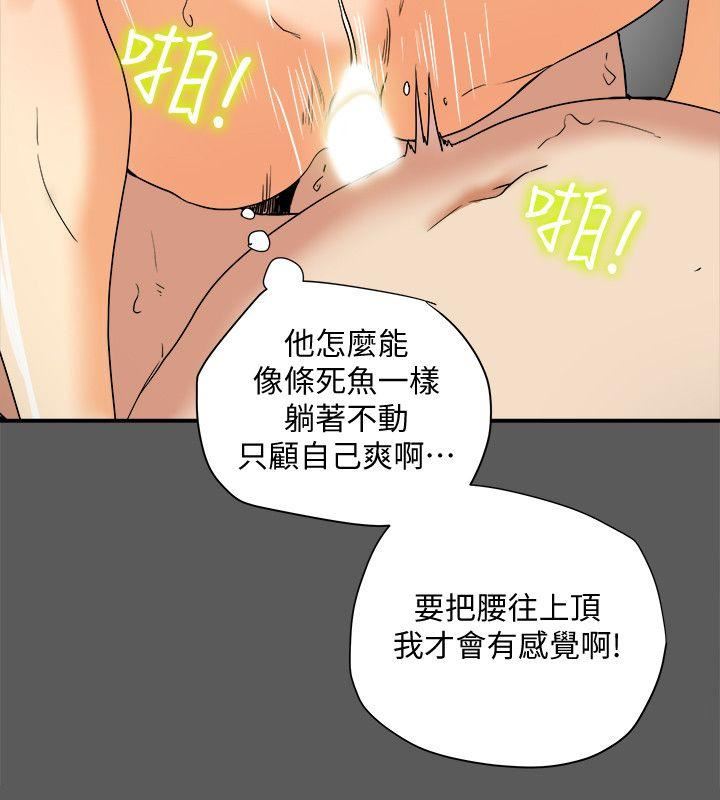 啪!
啪!
他怎麼能
像條死魚一樣
躺著不動
只顧自己爽啊…
要把腰往上頂
我才會有感覺啊!